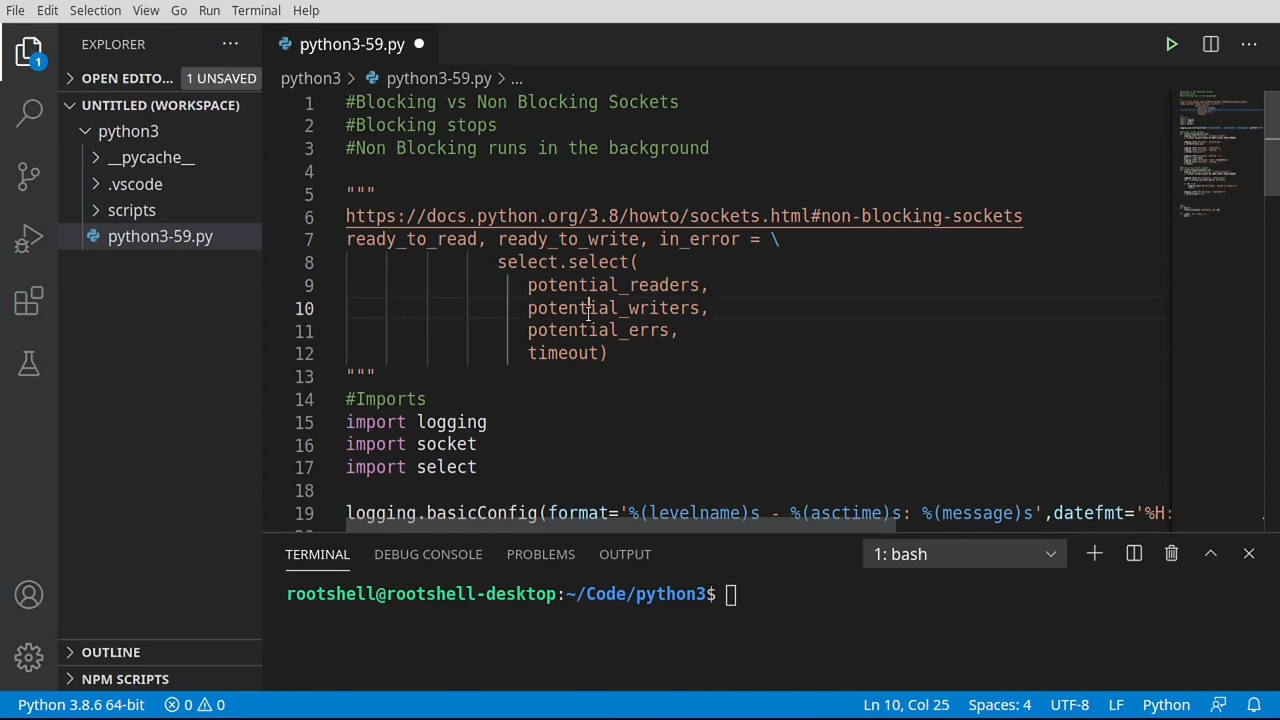 File Edit Selection View Go Run Terminal Help
EXPLORER
python3-59.py
1
OPEN EDITO... 1 UNSAVED
UNTITLED (WORKSPACE)
python3
__pycache__
.vscode
scripts
python3-59.py
python3 > python3-59.py > ...
1 #Blocking vs Non Blocking Sockets
2 #Blocking stops
3 #Non Blocking runs in the background
4
5 """
6 https://docs.python.org/3.8/howto/sockets.html#non-blocking-sockets
7 ready_to_read, ready_to_write, in_error = \
8 select.select(
9 potential_readers,
10 potential_writers,
11 potential_errs,
12 timeout)
13 """
14 #Imports
15 import logging
16 import socket
17 import select
18
19 logging.basicConfig(format='%(levelname)s - %(asctime)s: %(message)s',datefmt='%H:
TERMINAL DEBUG CONSOLE PROBLEMS OUTPUT 1: bash
rootshell@rootshell-desktop:~/Code/python3$
OUTLINE
NPM SCRIPTS
Python 3.8.6 64-bit 0 0 Ln 10, Col 25 Spaces: 4 UTF-8 LF Python